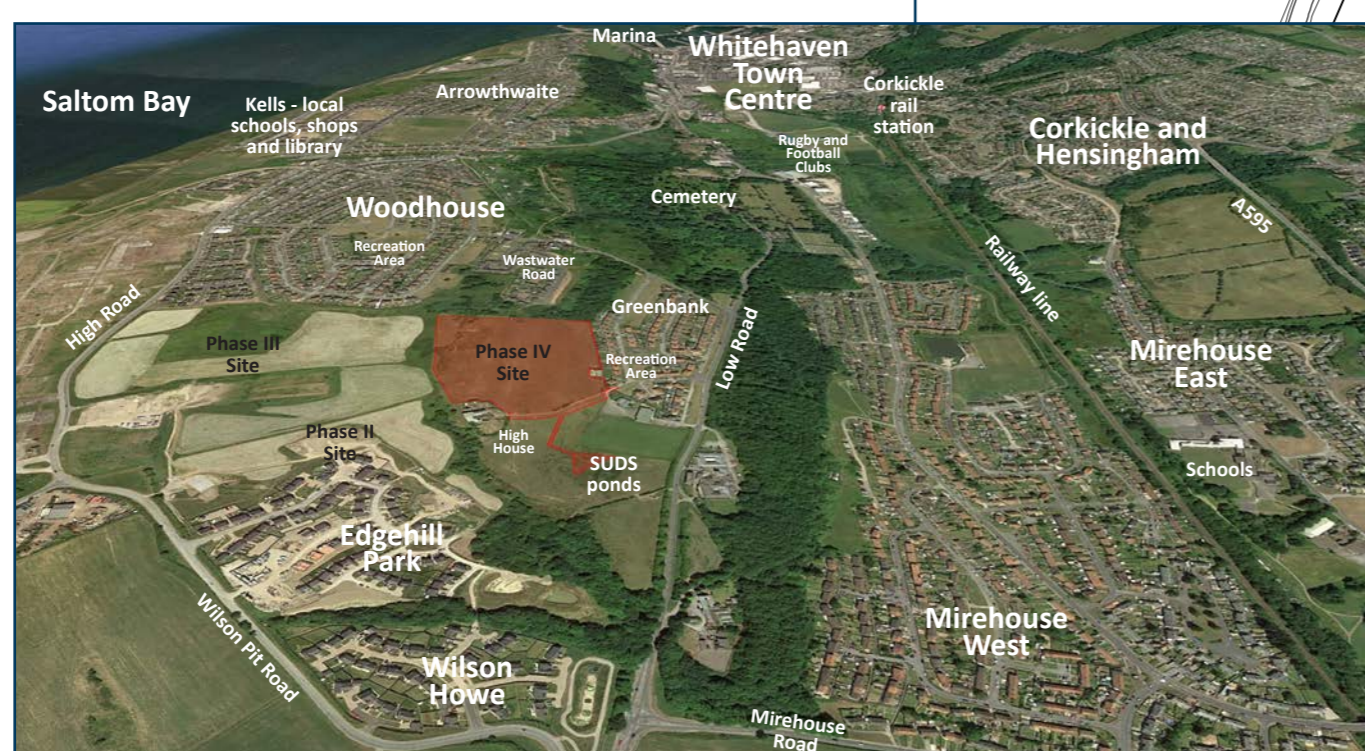 Marina
Whitehaven
Town
Centre
Saltom Bay
Kells - local
schools, shops
and library
Arrowthwaite
Corkickle
rail
station
Corkickle and
Hensingham
Rugby and
Football
Clubs
Cemetery
Woodhouse
A595
Recreation
Area
Wastwater
Road
Railway line
High Road
Greenbank
Low Road
Phase III
Site
Phase IV
Site
Recreation
Area
Mirehouse
East
Phase II
Site
High
House
SUDS
ponds
Schools
Edgehill
Park
Wilson Pit Road
Mirehouse
West
Wilson
Howe
Mirehouse
Road